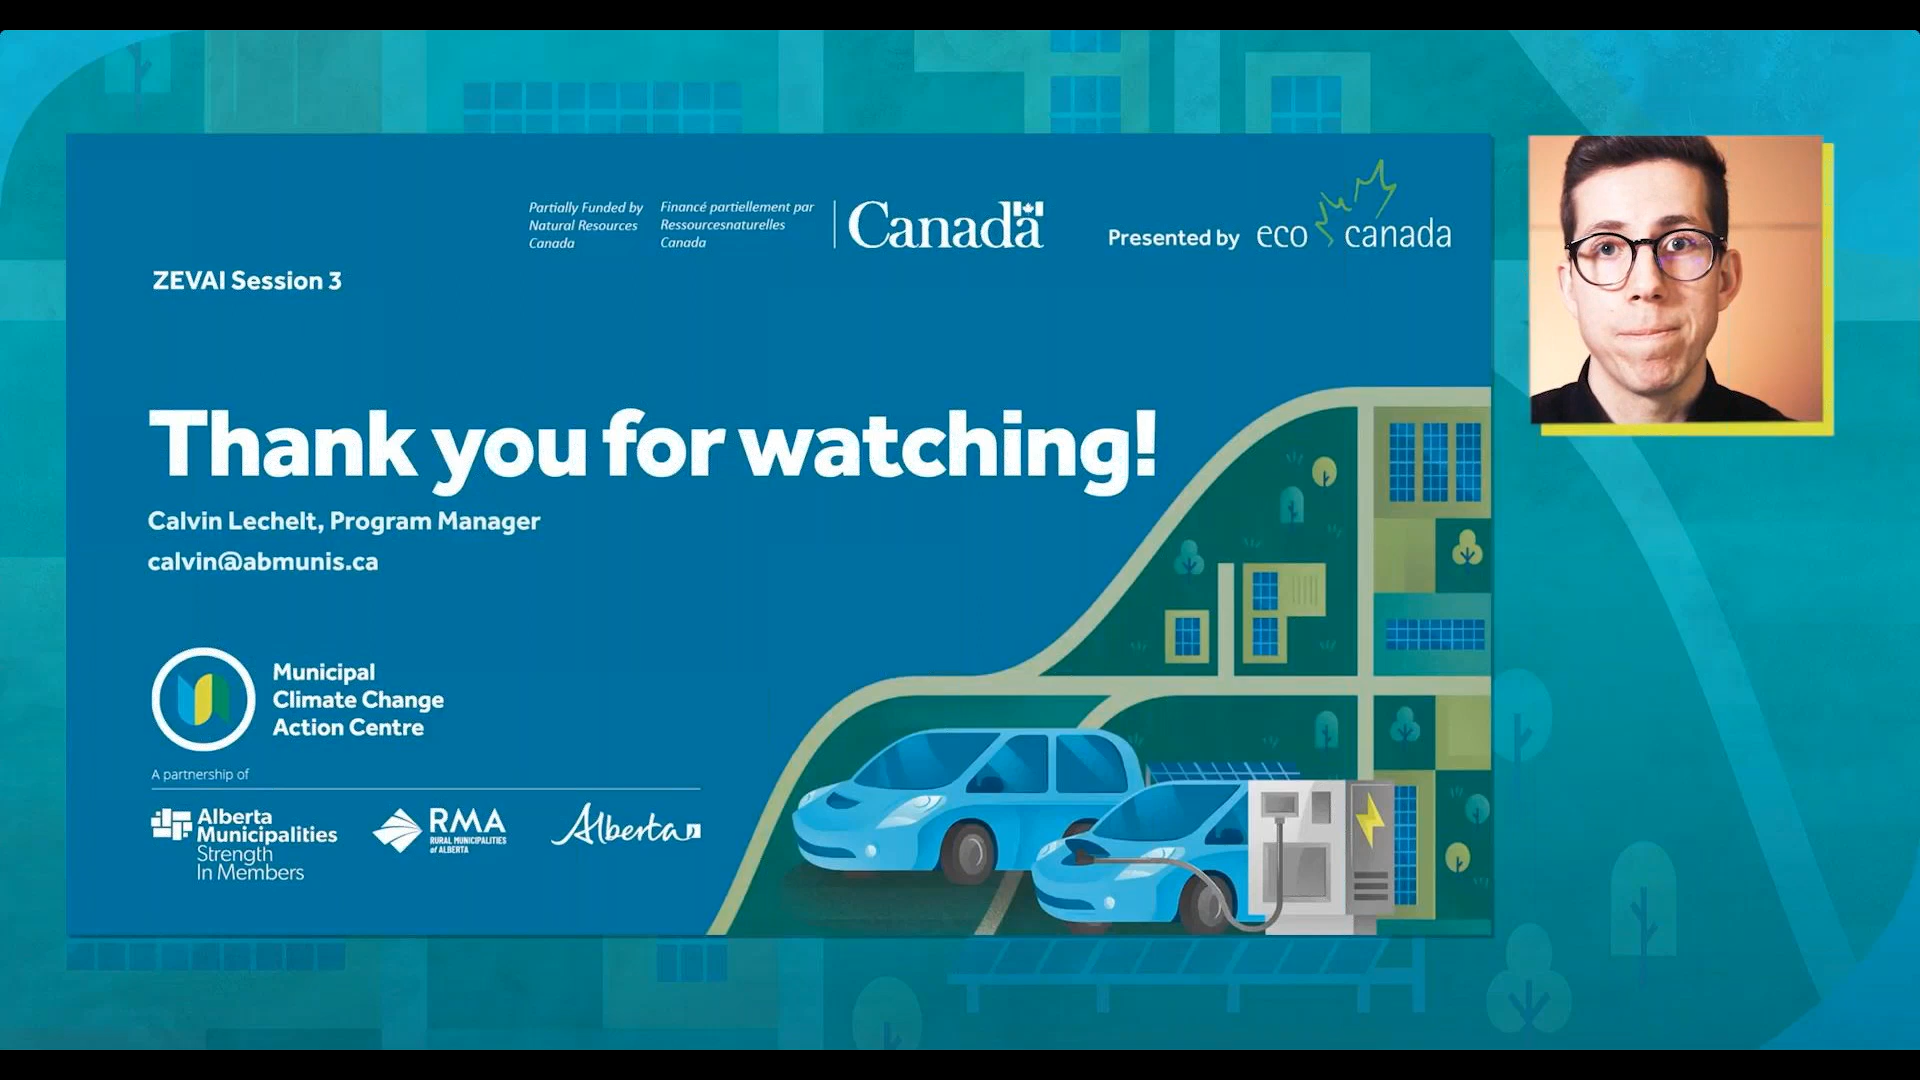 Partially Funded by
Natural Resources
Canada
Financé partiellement par
Ressourcesnaturelles
Canada
Canada
Presented by eco canada
ZEVAI Session 3
Thank you for watching!
Calvin Lechelt, Program Manager
calvin@abmunis.ca
Municipal
Climate Change
Action Centre
A partnership of
Alberta
Municipalities
Strength
In Members
RMA
RURAL MUNICIPALITIES
of ALBERTA
Alberta